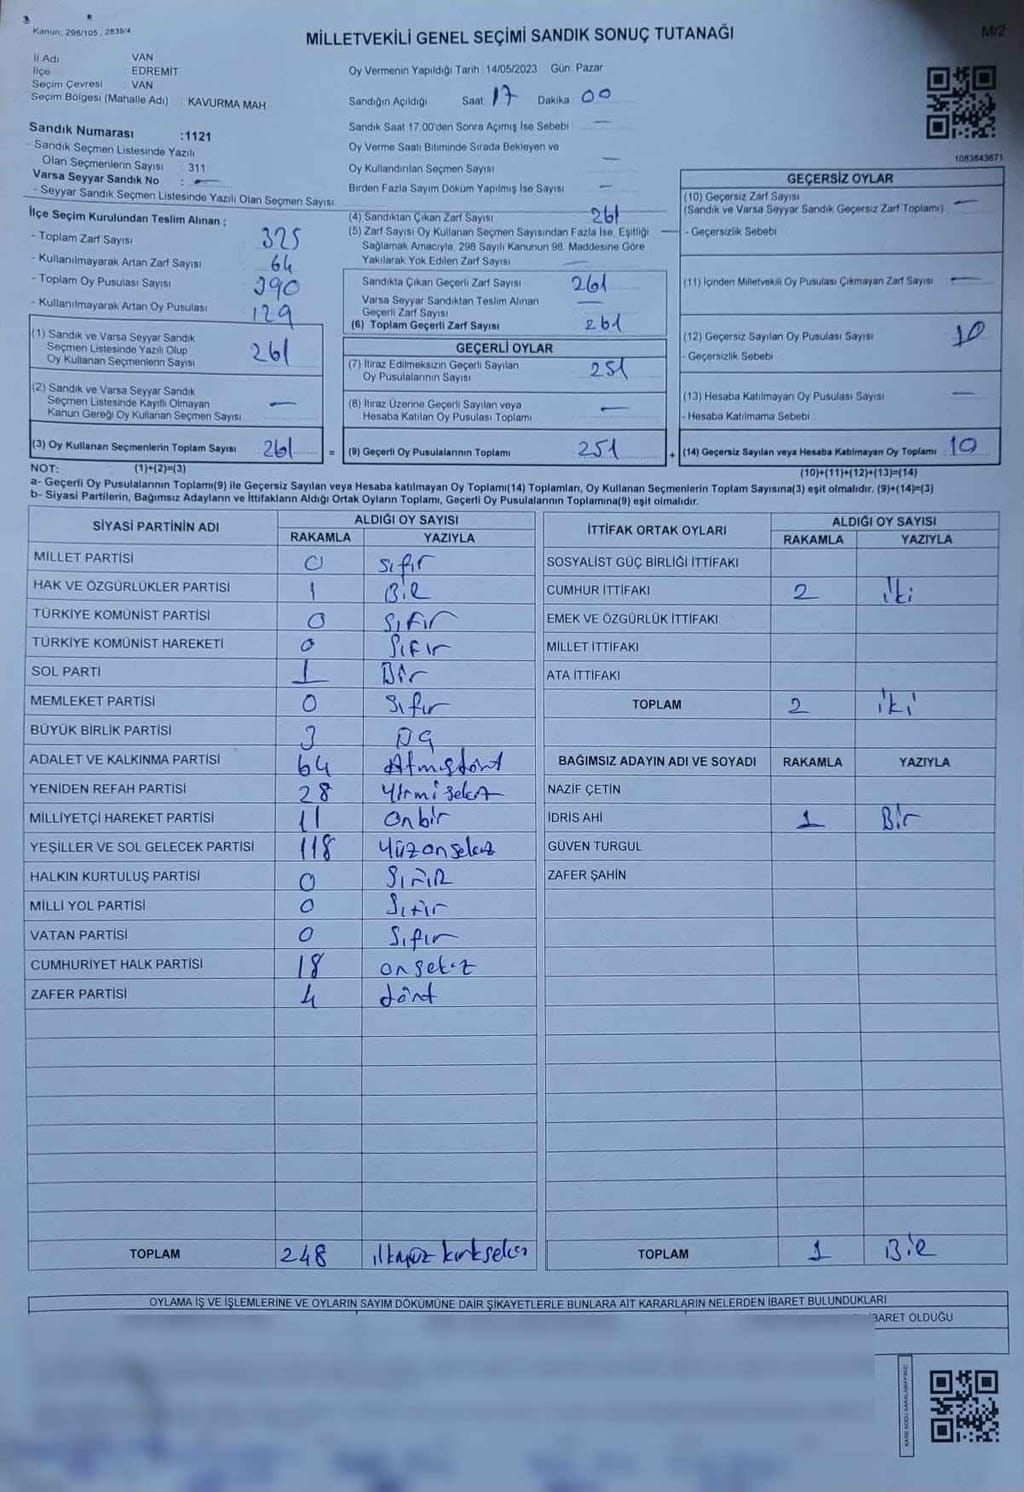 Kanun; 298/105, 2839/4
MİLLETVEKİLİ GENEL SEÇİMİ SANDIK SONUÇ TUTANAĞI
M/2
İl Adı VAN
İlçe EDREMİT
Seçim Çevresi : VAN
Seçim Bölgesi (Mahalle Adı) : KAVURMA MAH
Oy Vermenin Yapıldığı Tarih : 14/05/2023 Gün: Pazar
Sandığın Açıldığı Saat: 17 Dakika: 00
Sandık Saat 17.00'den Sonra Açımış İse Sebebi —
Oy Verme Saati Bitiminde Sırada Bekleyen ve
Oy Kullandırılan Seçmen Sayısı —
Birden Fazla Sayım Döküm Yapılmış İse Sayısı —
1083843671
Sandık Numarası :1121
- Sandık Seçmen Listesinde Yazılı
Olan Seçmenlerin Sayısı : 311
Varsa Seyyar Sandık No : —
- Seyyar Sandık Seçmen Listesinde Yazılı Olan Seçmen Sayısı:
İlçe Seçim Kurulundan Teslim Alınan ;
- Toplam Zarf Sayısı 325
- Kullanılmayarak Artan Zarf Sayısı 64
- Toplam Oy Pusulası Sayısı 390
- Kullanılmayarak Artan Oy Pusulası 129
(1) Sandık ve Varsa Seyyar Sandık
Seçmen Listesinde Yazılı Olup
Oy Kullanan Seçmenlerin Sayısı 261
(2) Sandık ve Varsa Seyyar Sandık
Seçmen Listesinde Kayıtlı Olmayan
Kanun Gereği Oy Kullanan Seçmen Sayısı —
(3) Oy Kullanan Seçmenlerin Toplam Sayısı 261 =
(4) Sandıktan Çıkan Zarf Sayısı 261
(5) Zarf Sayısı Oy Kullanan Seçmen Sayısından Fazla İse, Eşitliği
Sağlamak Amacıyla, 298 Sayılı Kanunun 98. Maddesine Göre
Yakılarak Yok Edilen Zarf Sayısı —
Sandıkta Çıkan Geçerli Zarf Sayısı 261
Varsa Seyyar Sandıktan Teslim Alınan
Geçerli Zarf Sayısı —
(6) Toplam Geçerli Zarf Sayısı 261
GEÇERLİ OYLAR
(7) İtiraz Edilmeksizin Geçerli Sayılan
Oy Pusulalarının Sayısı 251
(8) İtiraz Üzerine Geçerli Sayılan veya
Hesaba Katılan Oy Pusulası Toplamı —
(9) Geçerli Oy Pusulalarının Toplamı 251 +
GEÇERSİZ OYLAR
(10) Geçersiz Zarf Sayısı
(Sandık ve Varsa Seyyar Sandık Geçersiz Zarf Toplamı) —
- Geçersizlik Sebebi
(11) İçinden Milletvekili Oy Pusulası Çıkmayan Zarf Sayısı —
(12) Geçersiz Sayılan Oy Pusulası Sayısı 10
- Geçersizlik Sebebi
(13) Hesaba Katılmayan Oy Pusulası Sayısı —
- Hesaba Katılmama Sebebi
(14) Geçersiz Sayılan veya Hesaba Katılmayan Oy Toplamı 10
NOT: (1)+(2)=(3)
(10)+(11)+(12)+(13)=(14)
a- Geçerli Oy Pusulalarının Toplamı(9) ile Geçersiz Sayılan veya Hesaba katılmayan Oy Toplamı(14) Toplamları, Oy Kullanan Seçmenlerin Toplam Sayısına(3) eşit olmalıdır. (9)+(14)=(3)
b- Siyasi Partilerin, Bağımsız Adayların ve İttifakların Aldığı Ortak Oyların Toplamı, Geçerli Oy Pusulalarının Toplamına(9) eşit olmalıdır.
SİYASİ PARTİNİN ADI
ALDIĞI OY SAYISI
RAKAMLA YAZIYLA
MİLLET PARTİSİ 0 Sıfır
HAK VE ÖZGÜRLÜKLER PARTİSİ 1 Bir
TÜRKİYE KOMÜNİST PARTİSİ 0 Sıfır
TÜRKİYE KOMÜNİST HAREKETİ 0 Sıfır
SOL PARTİ 1 Bir
MEMLEKET PARTİSİ 0 Sıfır
BÜYÜK BİRLİK PARTİSİ 3
ADALET VE KALKINMA PARTİSİ 64 Atmışdört
YENİDEN REFAH PARTİSİ 28 Yirmisekiz
MİLLİYETÇİ HAREKET PARTİSİ 11 Onbir
YEŞİLLER VE SOL GELECEK PARTİSİ 118 Yüzonsekiz
HALKIN KURTULUŞ PARTİSİ 0 Sıfır
MİLLİ YOL PARTİSİ 0 Sıfır
VATAN PARTİSİ 0 Sıfır
CUMHURİYET HALK PARTİSİ 18 onsekiz
ZAFER PARTİSİ 4 dört
TOPLAM 248
İTTİFAK ORTAK OYLARI
ALDIĞI OY SAYISI
RAKAMLA YAZIYLA
SOSYALİST GÜÇ BİRLİĞİ İTTİFAKI
CUMHUR İTTİFAKI 2 iki
EMEK VE ÖZGÜRLÜK İTTİFAKI
MİLLET İTTİFAKI
ATA İTTİFAKI
TOPLAM 2 iki
BAĞIMSIZ ADAYIN ADI VE SOYADI RAKAMLA YAZIYLA
NAZİF ÇETİN
İDRİS AHİ 1 Bir
GÜVEN TURGUL
ZAFER ŞAHİN
TOPLAM 1 Bir
OYLAMA İŞ VE İŞLEMLERİNE VE OYLARIN SAYIM DÖKÜMÜNE DAİR ŞİKAYETLERLE BUNLARA AİT KARARLARIN NELERDEN İBARET BULUNDUKLARI
İBARET OLDUĞU